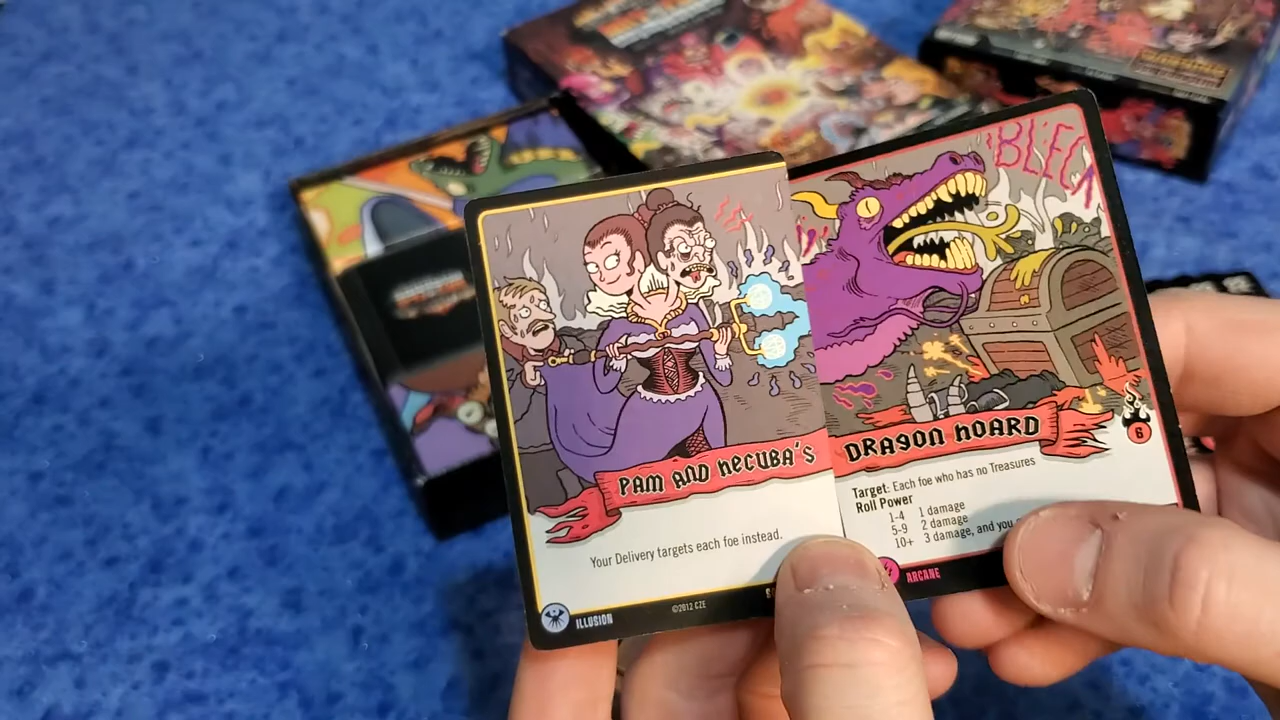 BLECH
PAM AND HECUBA'S
Your Delivery targets each foe instead.
ILLUSION
©2012 CZE
DRAGON HOARD
6
Target: Each foe who has no Treasures
Roll Power
1-4 1 damage
5-9 2 damage
10+ 3 damage, and you
ARCANE